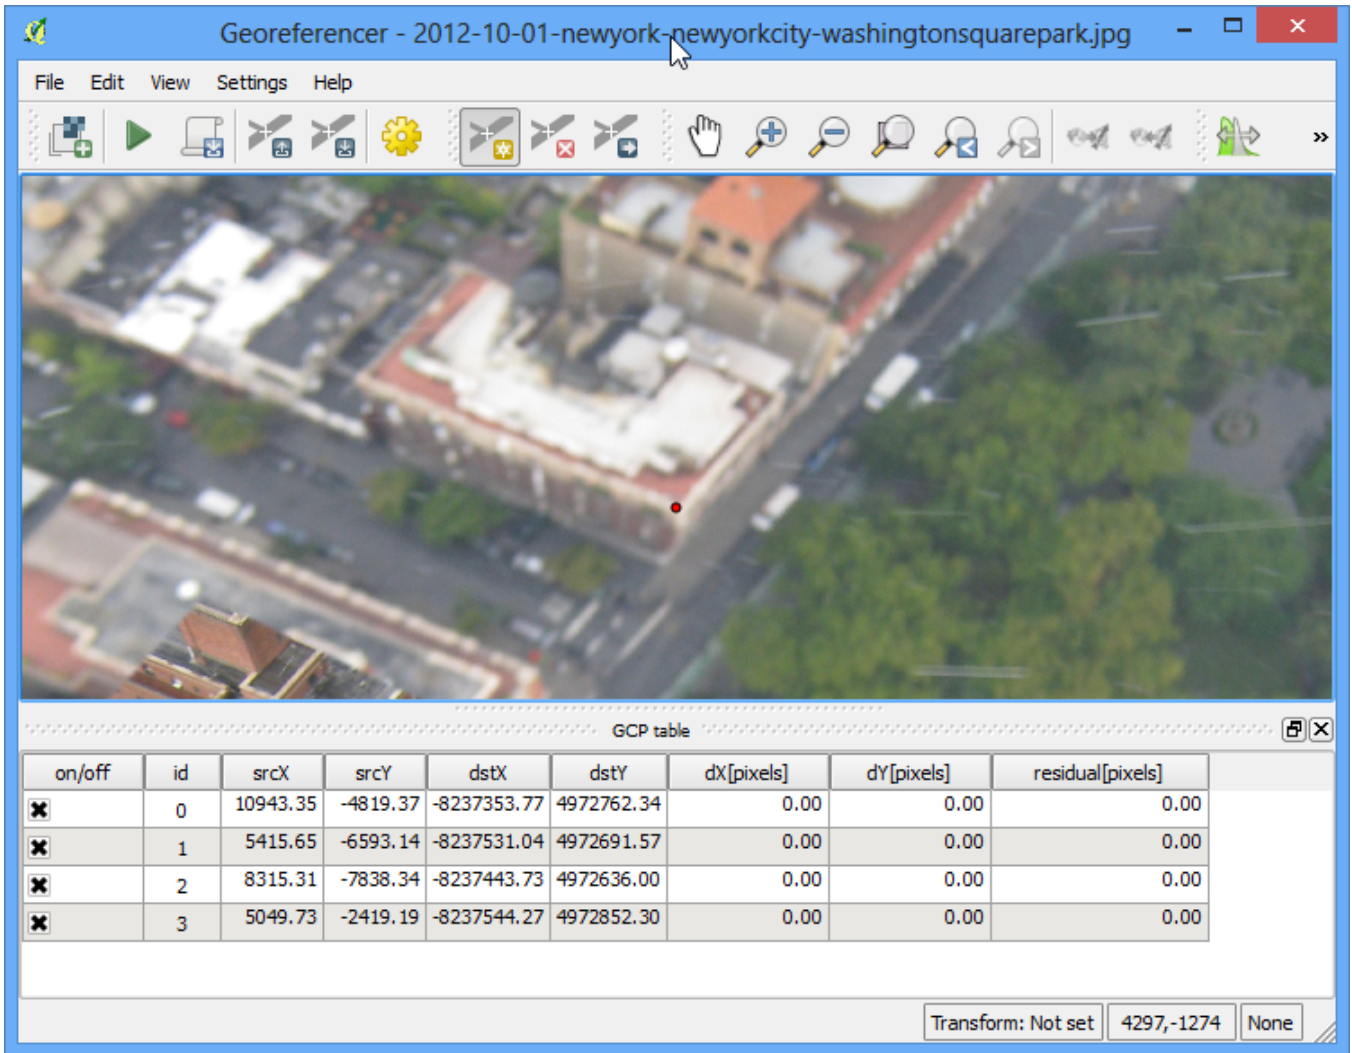 Georeferencer - 2012-10-01-newyork-newyorkcity-washingtonsquarepark.jpg
File Edit View Settings Help
GCP table
on/off id srcX srcY dstX dstY dX[pixels] dY[pixels] residual[pixels]
0 10943.35 -4819.37 -8237353.77 4972762.34 0.00 0.00 0.00
1 5415.65 -6593.14 -8237531.04 4972691.57 0.00 0.00 0.00
2 8315.31 -7838.34 -8237443.73 4972636.00 0.00 0.00 0.00
3 5049.73 -2419.19 -8237544.27 4972852.30 0.00 0.00 0.00
Transform: Not set 4297,-1274 None